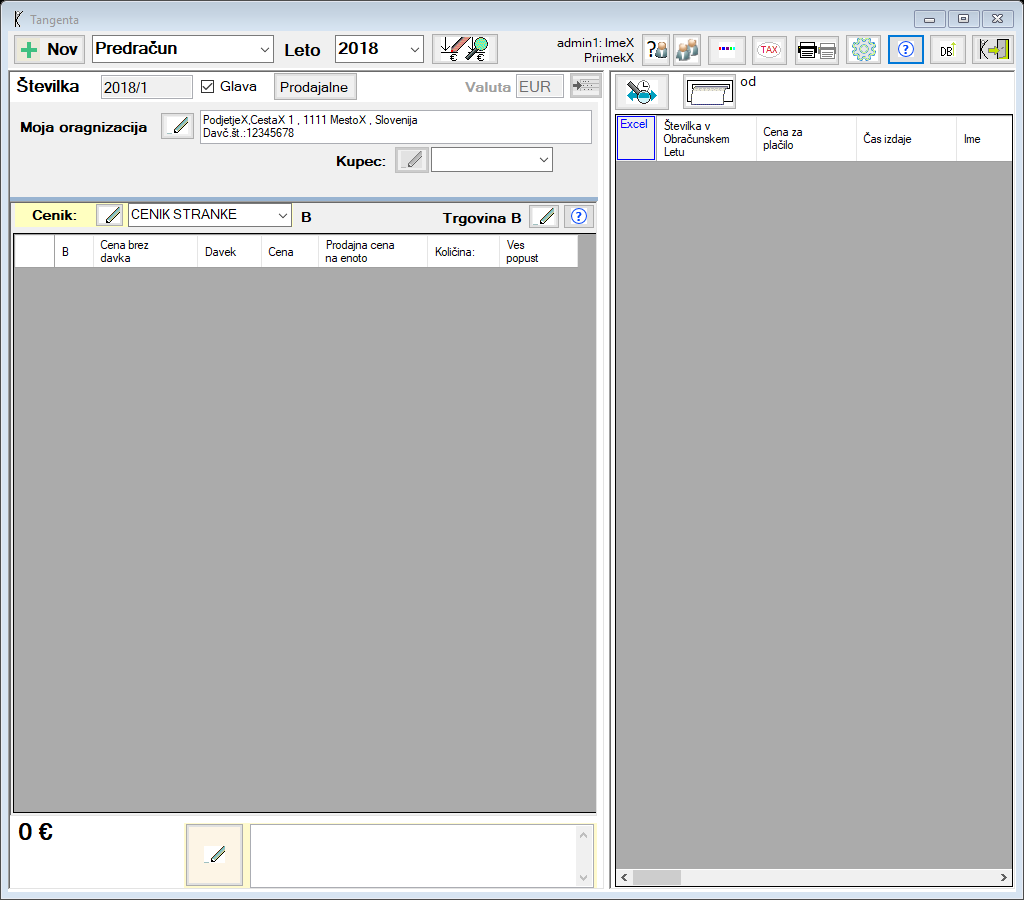 Tangenta
Nov
Predračun
Leto
2018
€
€
admin1: ImeX
PriimekX
?
TAX
?
DB
Številka
2018/1
Glava
Prodajalne
Valuta
EUR
od
Moja oragnizacija
PodjetjeX,CestaX 1 , 1111 MestoX , Slovenija
Davč.št.:12345678
Kupec:
Excel
Številka v
Obračunskem
Letu
Cena za
plačilo
Čas izdaje
Ime
Cenik:
CENIK STRANKE
B
Trgovina B
?
B
Cena brez
davka
Davek
Cena
Prodajna cena
na enoto
Količina:
Ves
popust
0 €